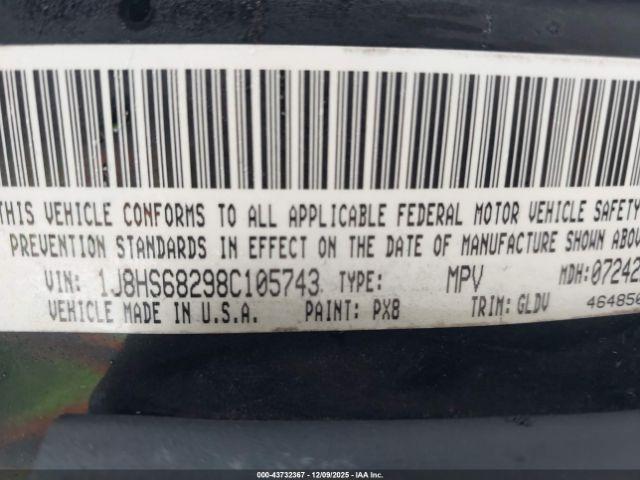 THIS VEHICLE CONFORMS TO ALL APPLICABLE FEDERAL MOTOR VEHICLE SAFETY
PREVENTION STANDARDS IN EFFECT ON THE DATE OF MANUFACTURE SHOWN ABOV
VIN: 1J8HS68298C105743 TYPE: MPV MDH:07242
VEHICLE MADE IN U.S.A. PAINT: PX8 TRIM: GLDV 464850
00-43732367 | 12/09/2025 - IAA Inc.